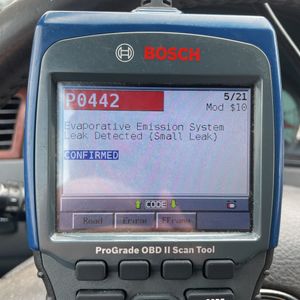 BOSCH
P0442
5/21
Mod $10
Evaporative Emission System
Leak Detected (Small Leak)
CONFIRMED
CODE
Read
Erase
FFrame
ProGrade OBD II Scan Tool